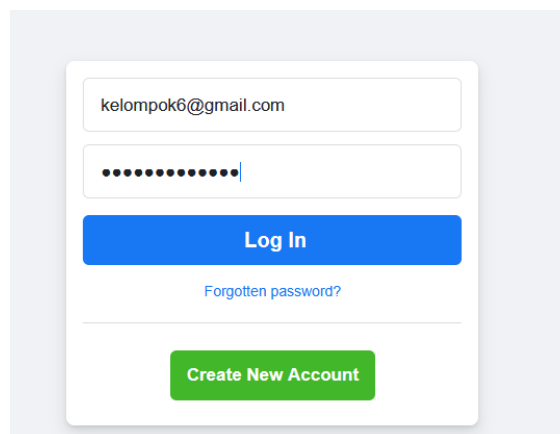 kelompok6@gmail.com
•••••••••••••
Log In
Forgotten password?
Create New Account